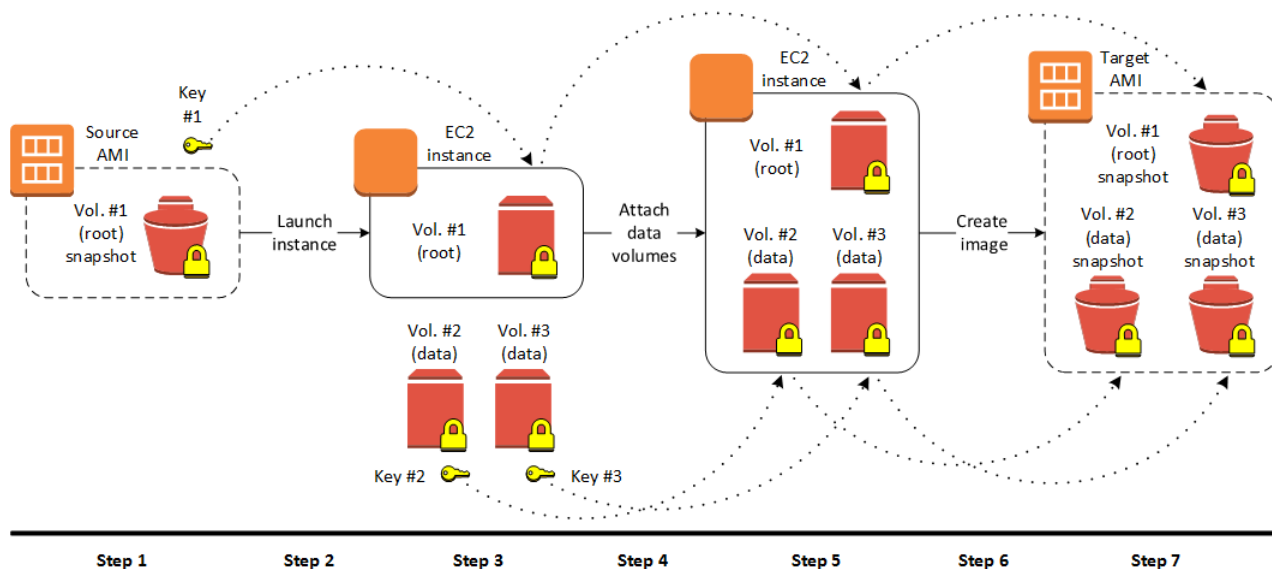 Key
#1
Source
AMI
Vol. #1
(root)
snapshot
Launch
instance
EC2
instance
Vol. #1
(root)
Vol. #2
(data)
Vol. #3
(data)
Key #2
Key #3
Attach
data
volumes
EC2
instance
Vol. #1
(root)
Vol. #2
(data)
Vol. #3
(data)
Create
image
Target
AMI
Vol. #1
(root)
snapshot
Vol. #2
(data)
snapshot
Vol. #3
(data)
snapshot
Step 1
Step 2
Step 3
Step 4
Step 5
Step 6
Step 7